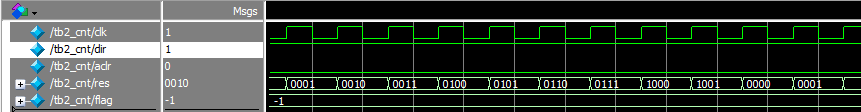 Msgs
/tb2_cnt/clk 1
/tb2_cnt/dir 1
/tb2_cnt/adr 0
/tb2_cnt/res 0010 0001 0010 0011 0100 0101 0110 0111 1000 1001 0000 0001
/tb2_cnt/flag -1 -1